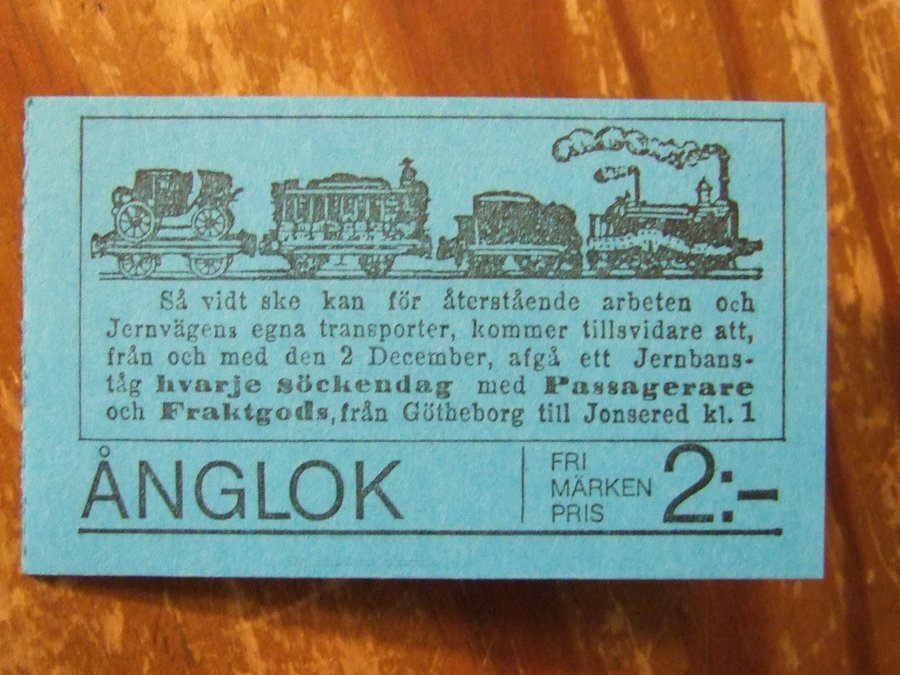 Så vidt ske kan för återstående arbeten och
Jernvägens egna transporter, kommer tillsvidare att,
från och med den 2 December, afgå ett Jernbans-
tåg hvarje söckendag med Passagerare
och Fraktgods, från Götheborg till Jonsered kl. 1
ÅNGLOK
FRI
MÄRKEN
PRIS
2:-